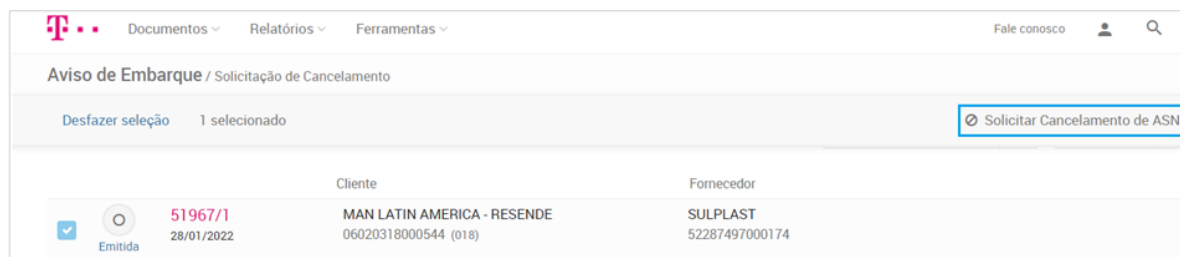 T Documentos Relatórios Ferramentas Fale conosco
Aviso de Embarque / Solicitação de Cancelamento
Desfazer seleção 1 selecionado Solicitar Cancelamento de ASN
Cliente Fornecedor
51967/1 MAN LATIN AMERICA - RESENDE SULPLAST
28/01/2022 06020318000544 (018) 52287497000174
Emitida